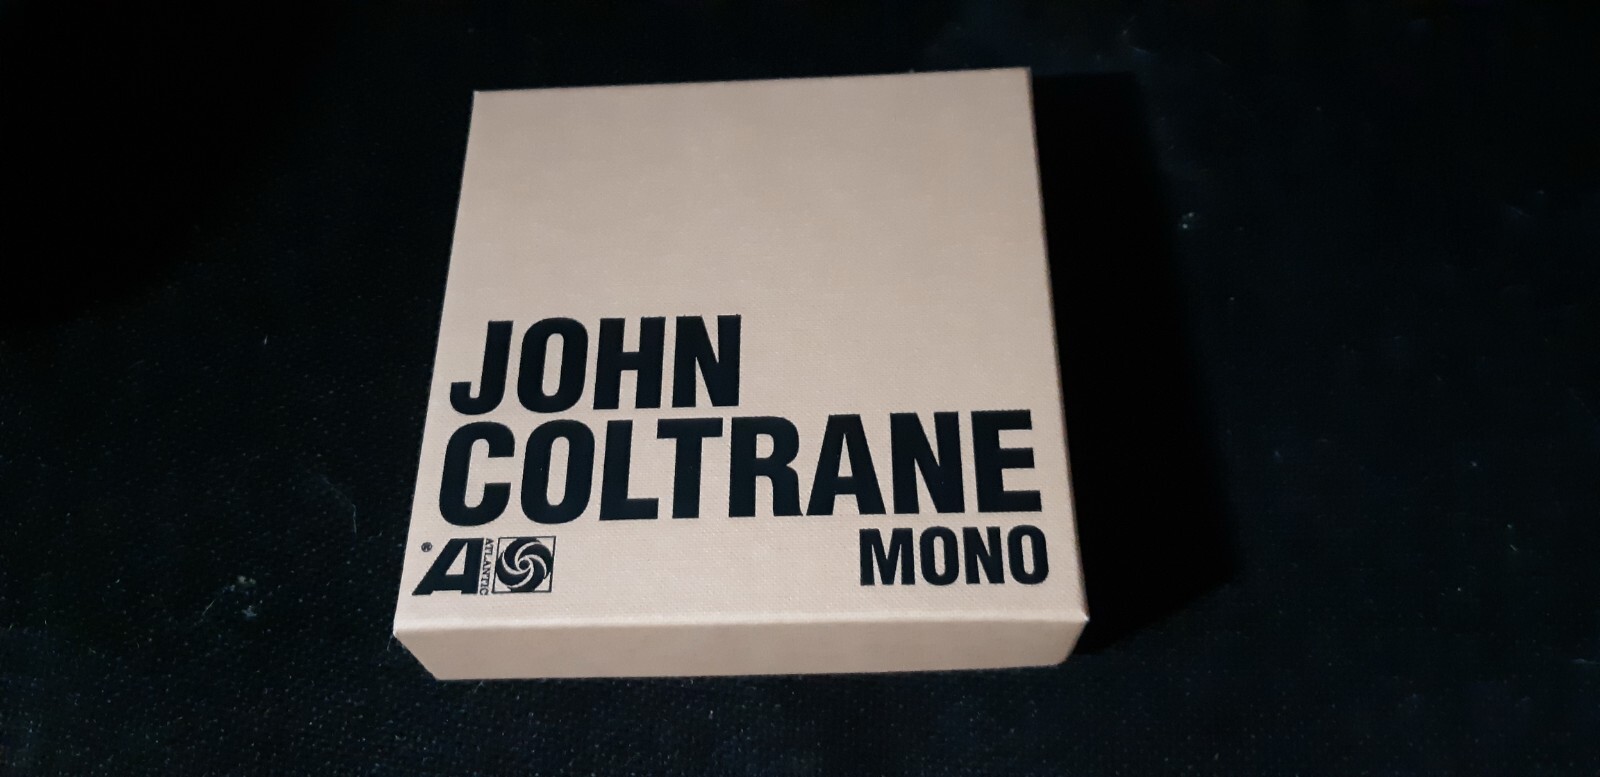 JOHN
COLTRANE
MONO
® A ATLANTIC